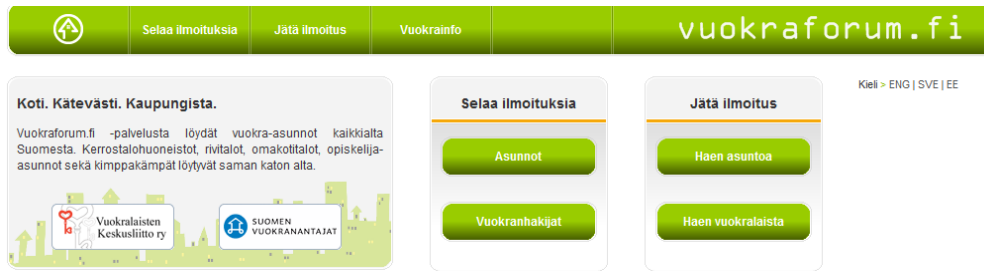 Selaa ilmoituksia
Jätä ilmoitus
Vuokrainfo
vuokraforum.fi
Kieli > ENG | SVE | EE
Koti. Kätevästi. Kaupungista.
Vuokraforum.fi -palvelusta löydät vuokra-asunnot kaikkialta
Suomesta. Kerrostalohuoneistot, rivitalot, omakotitalot, opiskelija-
asunnot sekä kimppakämpät löytyvät saman katon alta.
Vuokralaisten
Keskusliitto ry
SUOMEN
VUOKRANANTAJAT
Selaa ilmoituksia
Asunnot
Vuokranhakijat
Jätä ilmoitus
Haen asuntoa
Haen vuokralaista